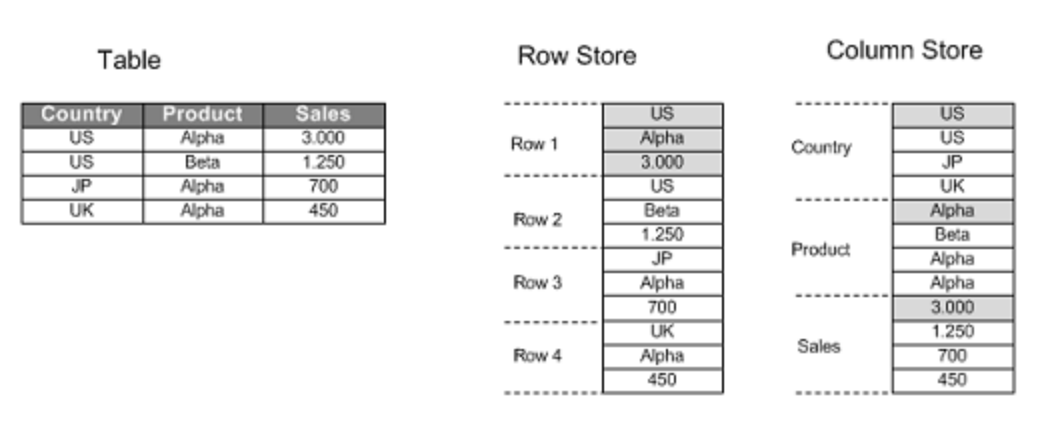 Table
Country Product Sales
US Alpha 3.000
US Beta 1.250
JP Alpha 700
UK Alpha 450
Row Store
Row 1
US
Alpha
3.000
Row 2
US
Beta
1.250
Row 3
JP
Alpha
700
Row 4
UK
Alpha
450
Column Store
Country
US
US
JP
UK
Product
Alpha
Beta
Alpha
Alpha
Sales
3.000
1.250
700
450